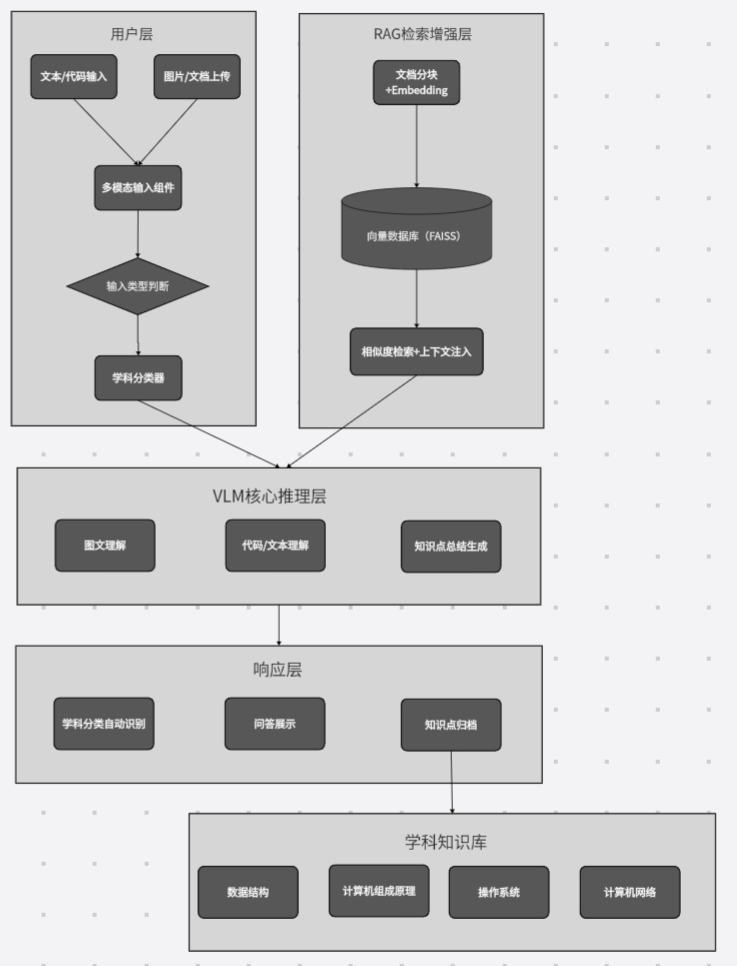 用户层
文本/代码输入
图片/文档上传
多模态输入组件
输入类型判断
学科分类器
RAG检索增强层
文档分块
+Embedding
向量数据库（FAISS）
相似度检索+上下文注入
VLM核心推理层
图文理解
代码/文本理解
知识点总结生成
响应层
学科分类自动识别
问答展示
知识点归档
学科知识库
数据结构
计算机组成原理
操作系统
计算机网络